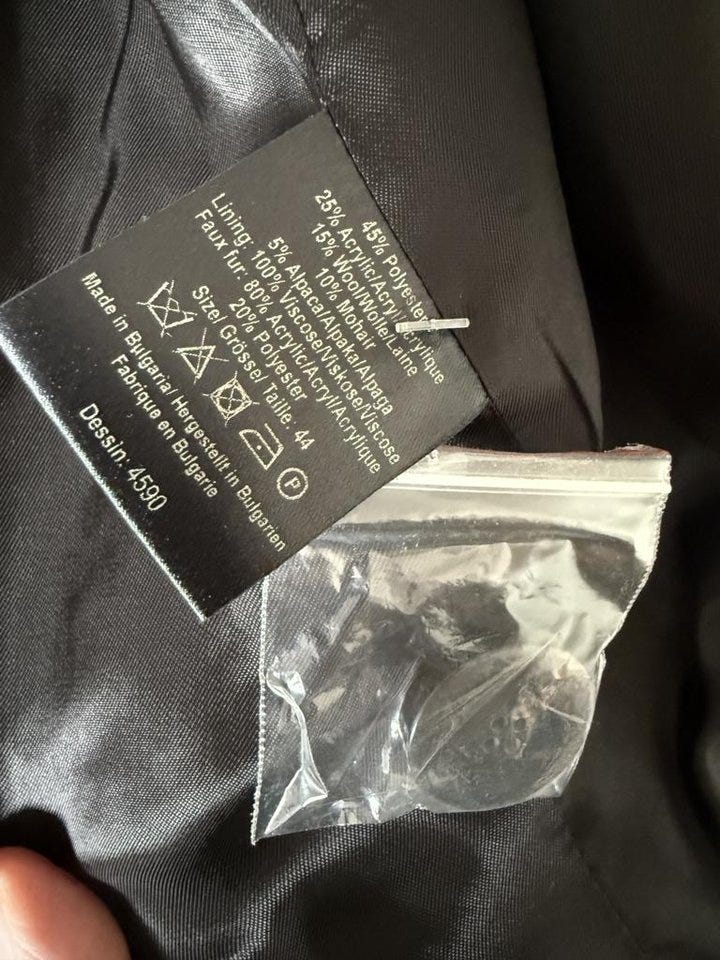 45% Polyester
25% Acrylic/Acryl/Acrylique
15% Wool/Wolle/Laine
10% Mohair
5% Alpaca/Alpaka/Alpaga
Lining: 100% Viscose/Viskose/Viscose
Faux fur: 80% Acrylic/Acryl/Acrylique
20% Polyester
Size/ Grösse/ Taille: 44
P
Made in Bulgaria/ Hergestellt in Bulgarien
Fabrique en Bulgarie
Dessin: 4590